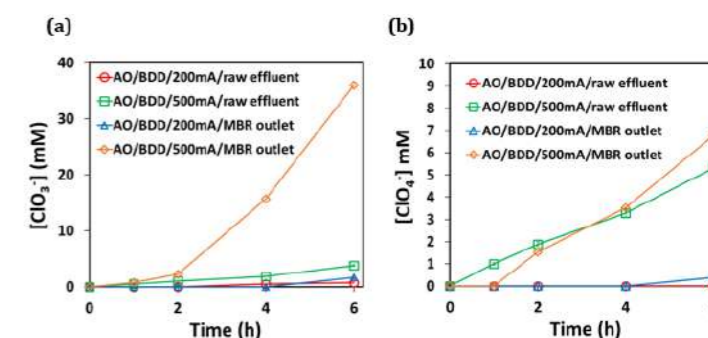 (a)
40
30
20
10
0
[ClO₃⁻] (mM)
AO/BDD/200mA/raw effluent
AO/BDD/500mA/raw effluent
AO/BDD/200mA/MBR outlet
AO/BDD/500mA/MBR outlet
0 2 4 6
Time (h)
(b)
10
9
8
7
6
5
4
3
2
1
0
[ClO₄⁻] mM
AO/BDD/200mA/raw effluent
AO/BDD/500mA/raw effluent
AO/BDD/200mA/MBR outlet
AO/BDD/500mA/MBR outlet
0 2 4
Time (h)